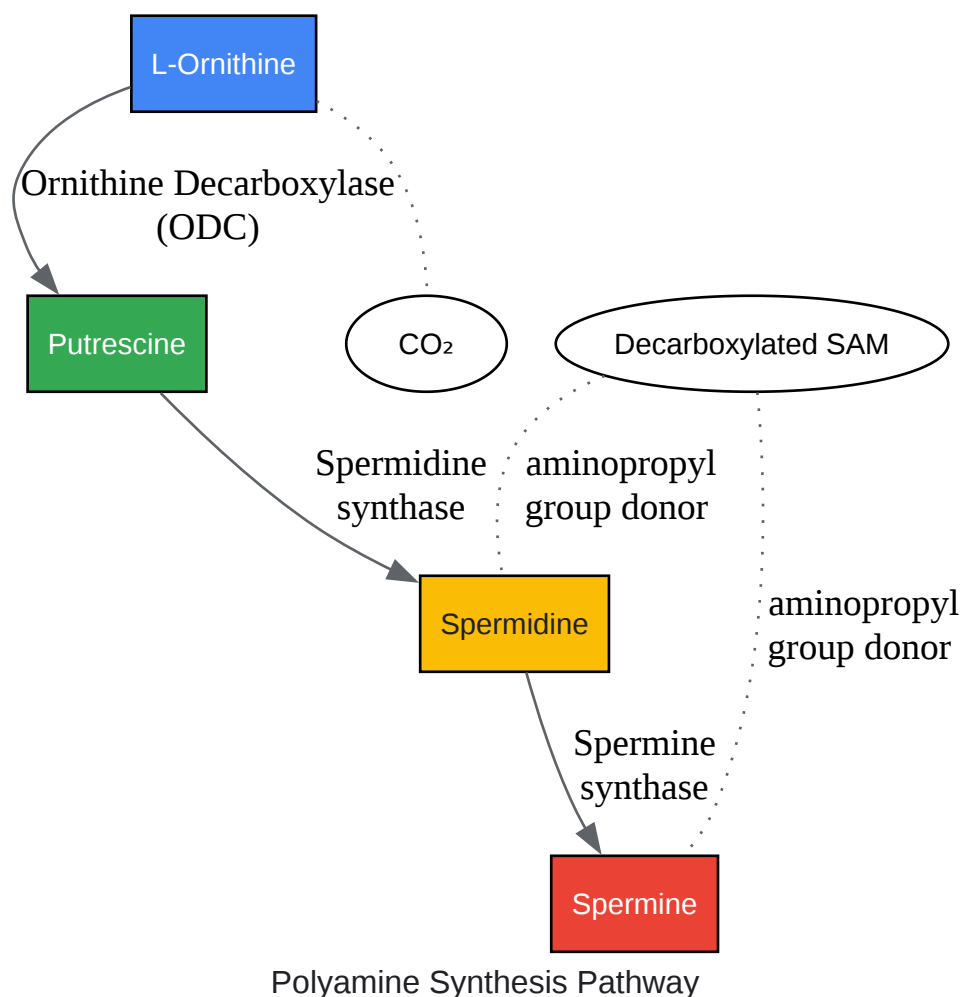 L-Ornithine
Ornithine Decarboxylase
(ODC)
Putrescine
CO₂
Decarboxylated SAM
Spermidine
synthase
aminopropyl
group donor
Spermidine
aminopropyl
group donor
Spermine
synthase
Spermine
Polyamine Synthesis Pathway